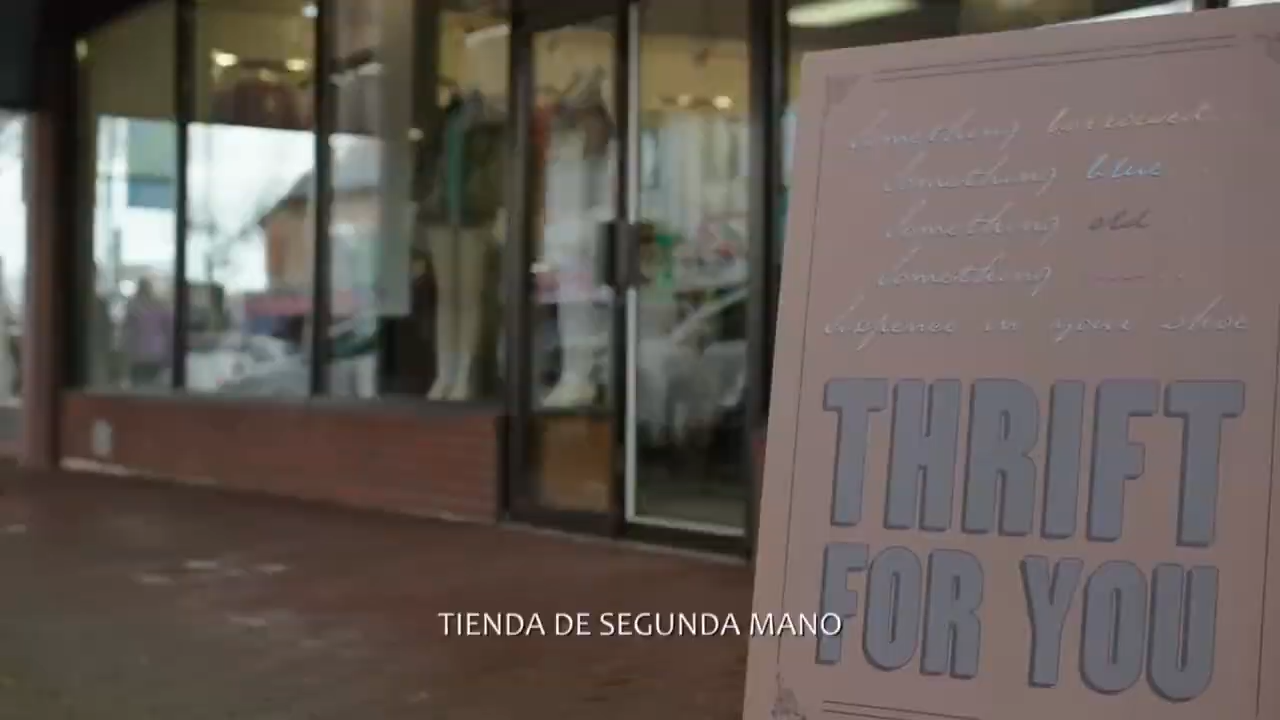 Something borrowed...
Something blue...
Something old
Something
Sixpence in your shoe
THRIFT
FOR YOU
TIENDA DE SEGUNDA MANO